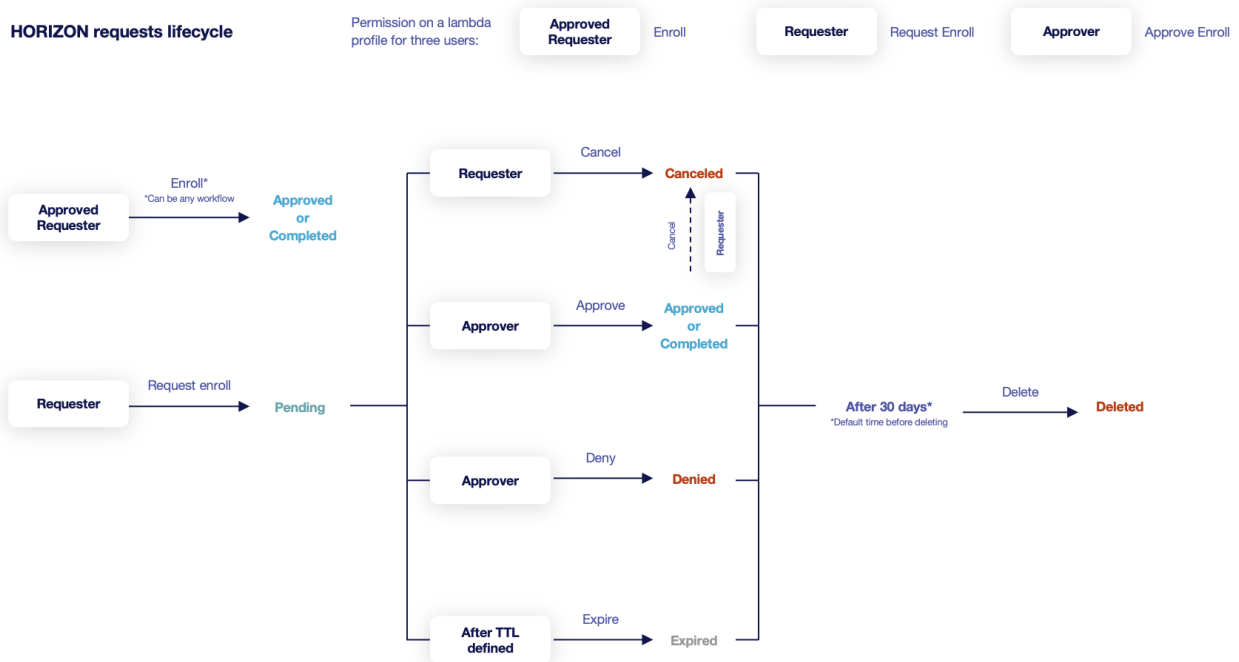 HORIZON requests lifecycle
Permission on a lambda
profile for three users:
Approved
Requester
Enroll
Requester
Request Enroll
Approver
Approve Enroll
Approved
Requester
Enroll*
*Can be any workflow
Approved
or
Completed
Requester
Request enroll
Pending
Requester
Cancel
Canceled
Cancel
Requester
Approver
Approve
Approved
or
Completed
Approver
Deny
Denied
After TTL
defined
Expire
Expired
After 30 days*
*Default time before deleting
Delete
Deleted